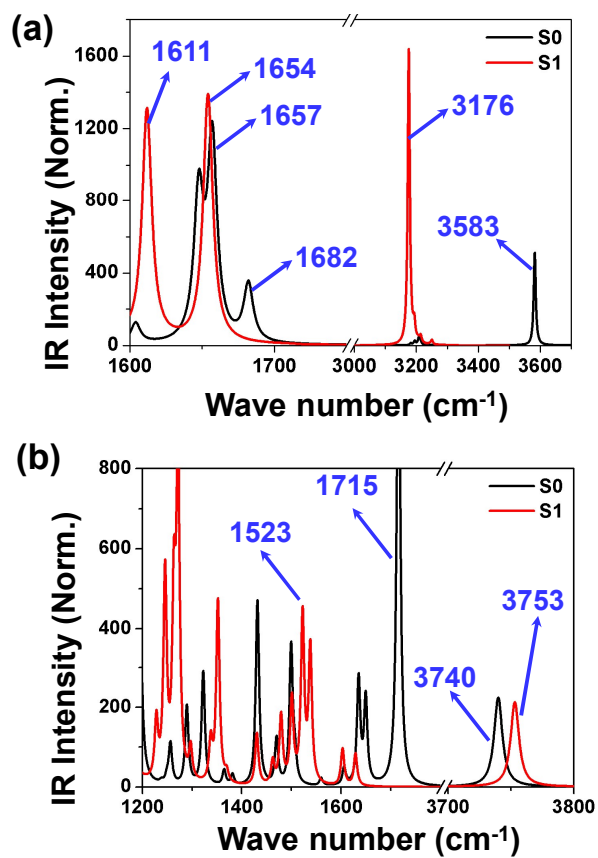 (a)
S0
S1
1611
1654
1657
3176
3583
1682
IR Intensity (Norm.)
1600
1200
800
400
0
1600 1700 3000 3200 3400 3600
Wave number (cm-1)
(b)
S0
S1
1715
1523
3753
3740
IR Intensity (Norm.)
800
600
400
200
0
1200 1400 1600 3700 3800
Wave number (cm-1)